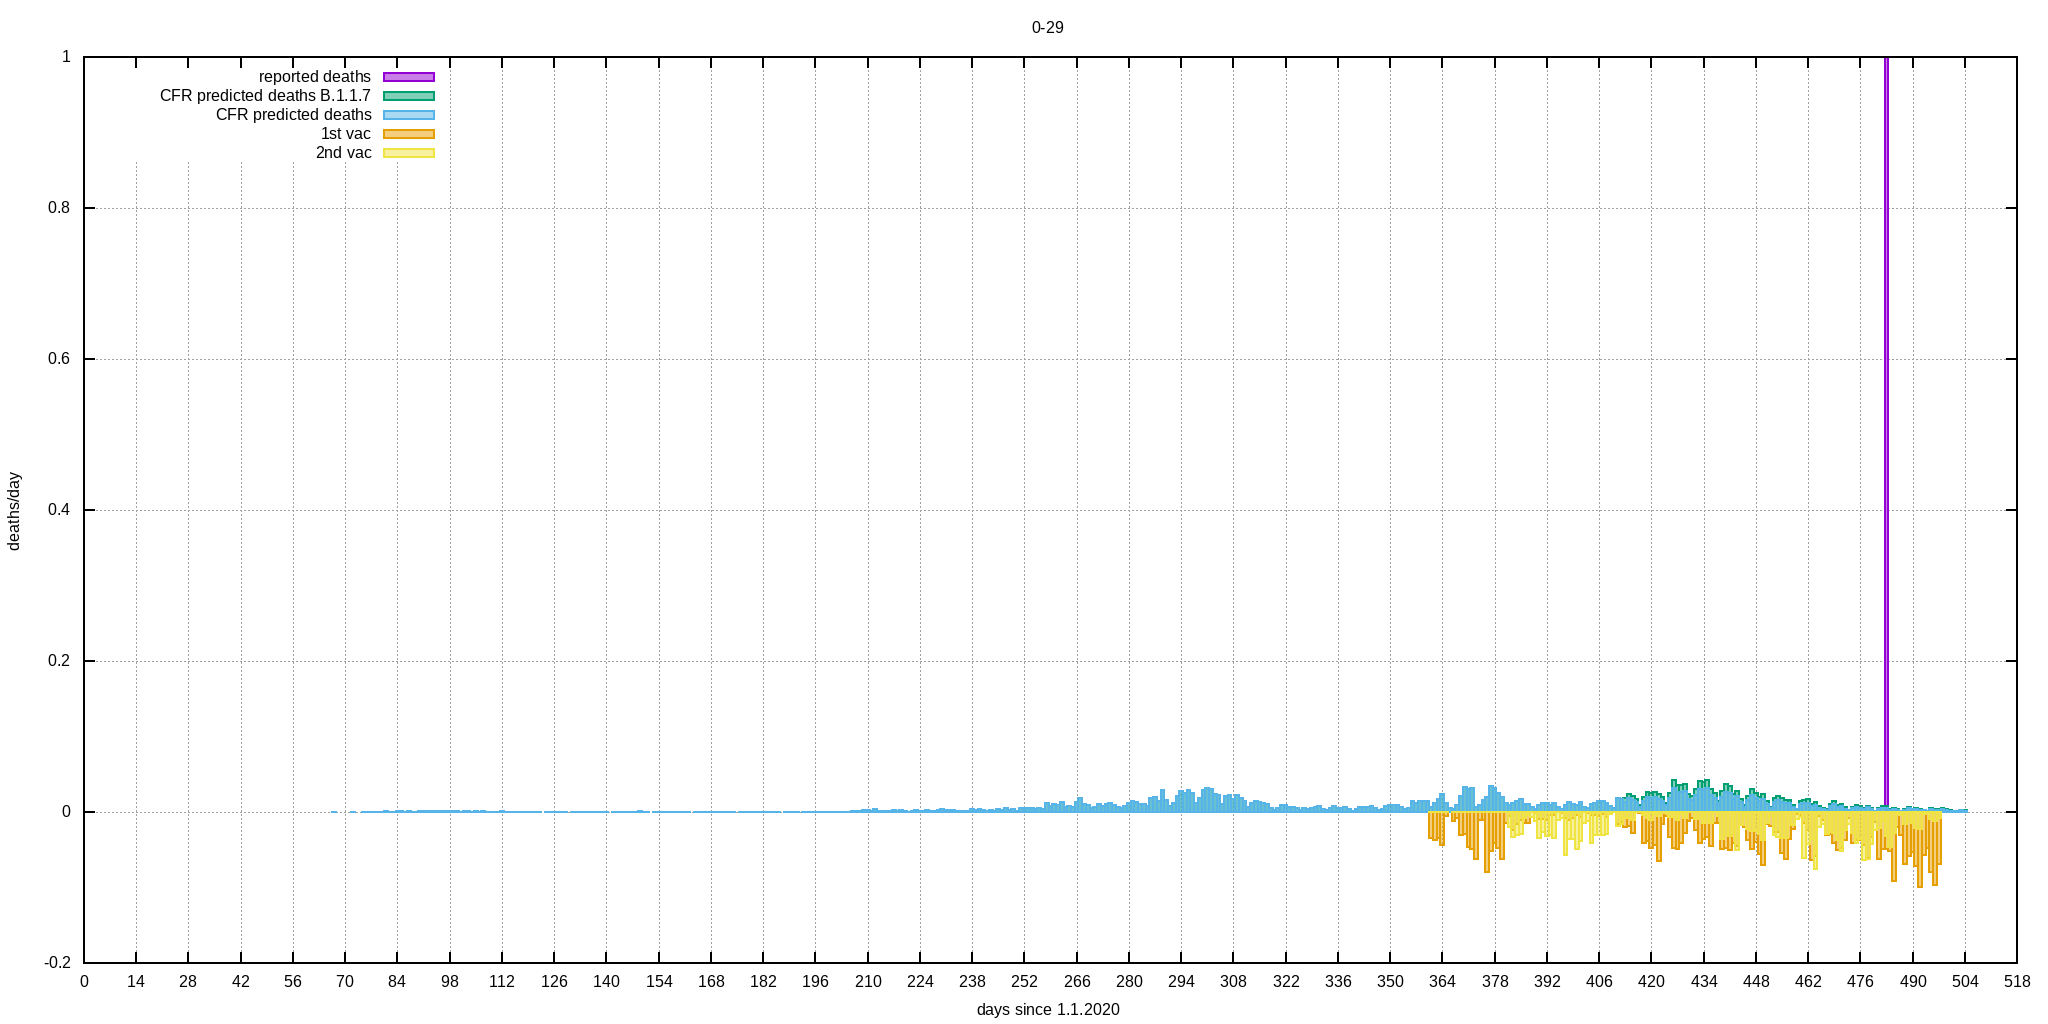 0-29
1
reported deaths
CFR predicted deaths B.1.1.7
CFR predicted deaths
1st vac
2nd vac
0.8
0.6
0.4
0.2
0
-0.2
deaths/day
0 14 28 42 56 70 84 98 112 126 140 154 168 182 196 210 224 238 252 266 280 294 308 322 336 350 364 378 392 406 420 434 448 462 476 490 504 518
days since 1.1.2020